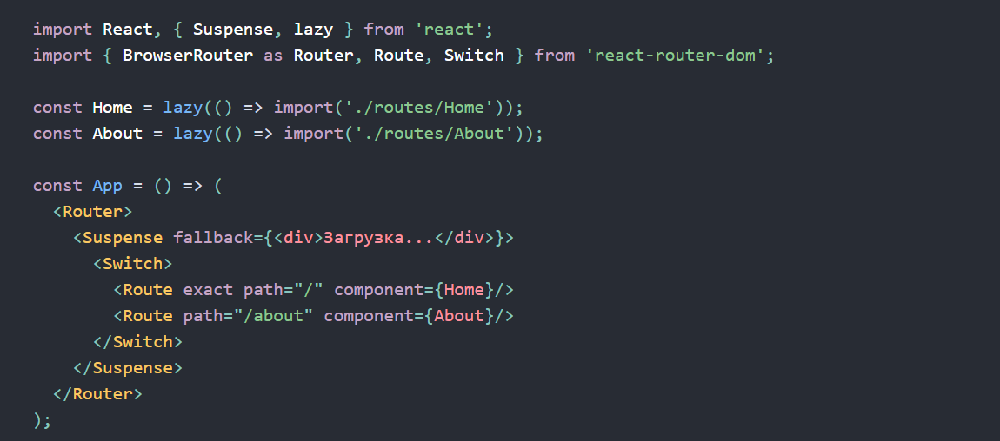 import React, { Suspense, lazy } from 'react';
import { BrowserRouter as Router, Route, Switch } from 'react-router-dom';
const Home = lazy(() => import('./routes/Home'));
const About = lazy(() => import('./routes/About'));
const App = () => (
<Router>
<Suspense fallback={<div>Загрузка...</div>}>
<Switch>
<Route exact path="/" component={Home}/>
<Route path="/about" component={About}/>
</Switch>
</Suspense>
</Router>
);